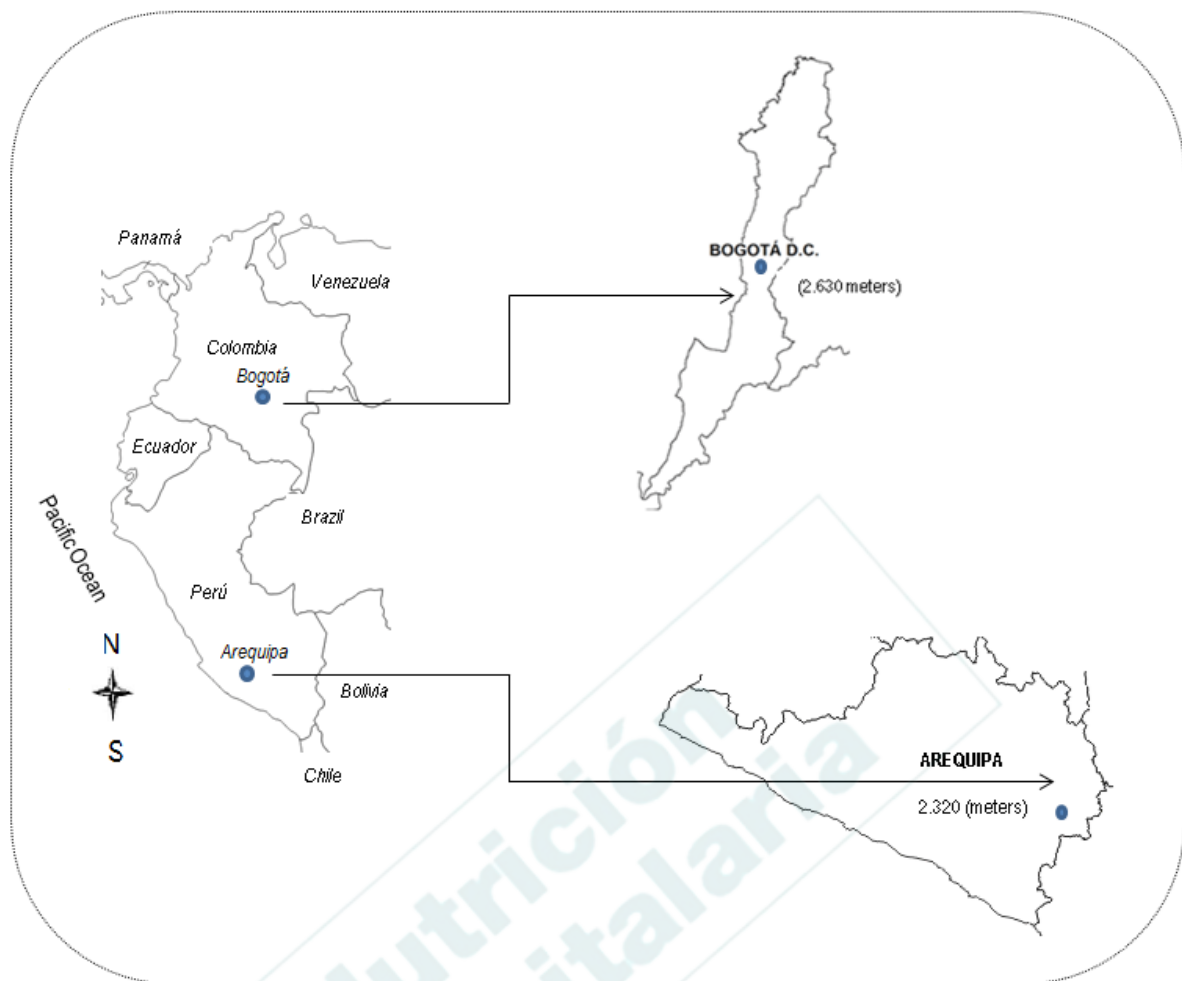 Panamá
Venezuela
Colombia
Bogotá
Ecuador
Pacific Ocean
Brazil
Perú
Arequipa
Bolivia
Chile
N
S
BOGOTÁ D.C.
(2.630 meters)
AREQUIPA
2.320 (meters)
Nutrición
Hospitalaria